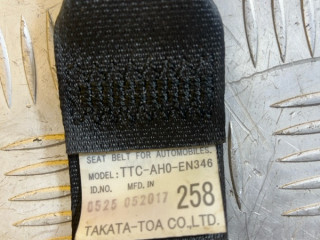 SEAT BELT FOR AUTOMOBILES.
MODEL: TTC-AH0-EN346
ID.NO. MFD. IN
0525 052017 258
TAKATA-TOA CO.,LTD.